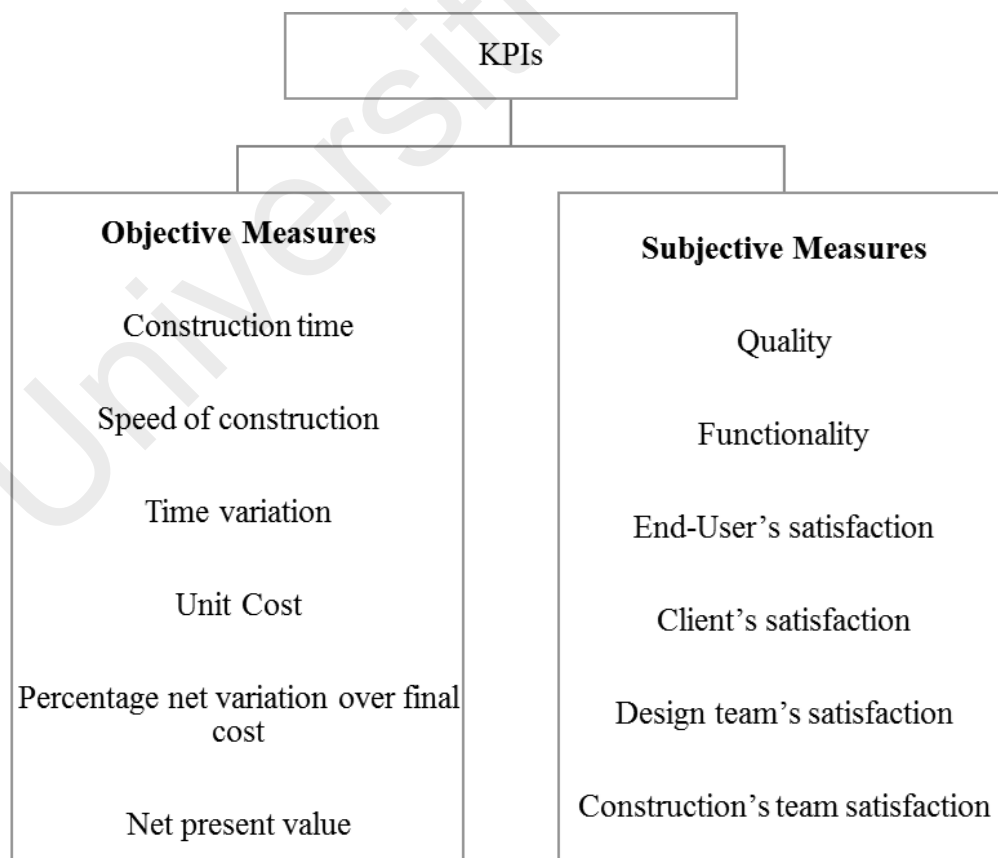 KPIs
Objective Measures
Construction time
Speed of construction
Time variation
Unit Cost
Percentage net variation over final
cost
Net present value
Subjective Measures
Quality
Functionality
End-User’s satisfaction
Client’s satisfaction
Design team’s satisfaction
Construction’s team satisfaction
Universiti